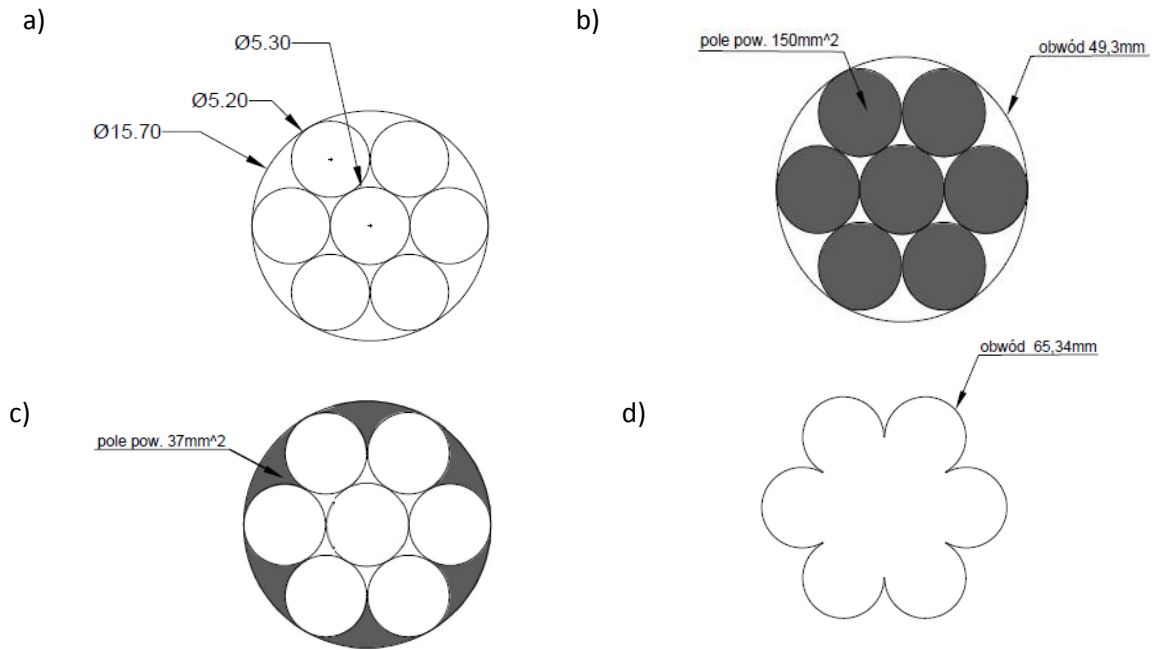 a)
Ø5.30
Ø5.20
Ø15.70
b)
pole pow. 150mm^2
obwód 49,3mm
c)
pole pow. 37mm^2
d)
obwód 65,34mm